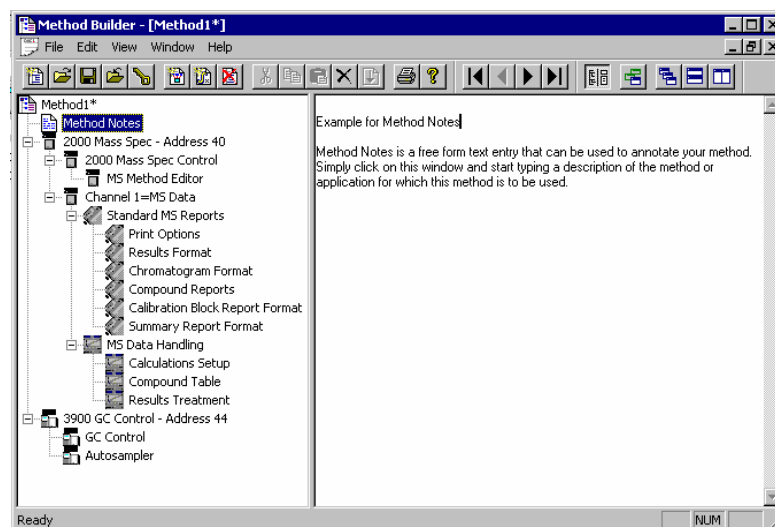 Method Builder - [Method1*]
File Edit View Window Help
Method1*
Method Notes
2000 Mass Spec - Address 40
2000 Mass Spec Control
MS Method Editor
Channel 1=MS Data
Standard MS Reports
Print Options
Results Format
Chromatogram Format
Compound Reports
Calibration Block Report Format
Summary Report Format
MS Data Handling
Calculations Setup
Compound Table
Results Treatment
3900 GC Control - Address 44
GC Control
Autosampler
Example for Method Notes
Method Notes is a free form text entry that can be used to annotate your method.
Simply click on this window and start typing a description of the method or
application for which this method is to be used.
Ready
NUM